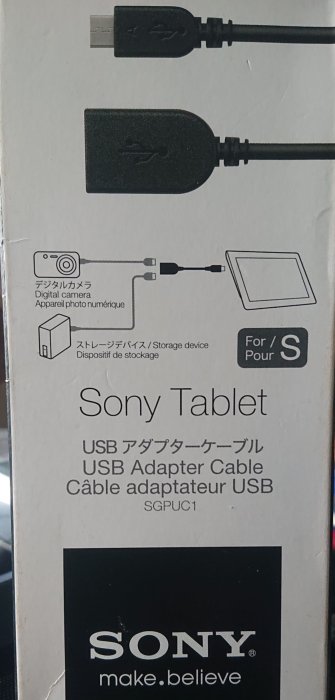 デジタルカメラ
Digital camera
Appareil photo numérique
ストレージデバイス / Storage device
Dispositif de stockage
For /
Pour
S
Sony Tablet
USB アダプターケーブル
USB Adapter Cable
Câble adaptateur USB
SGPUC1
SONY
make.believe